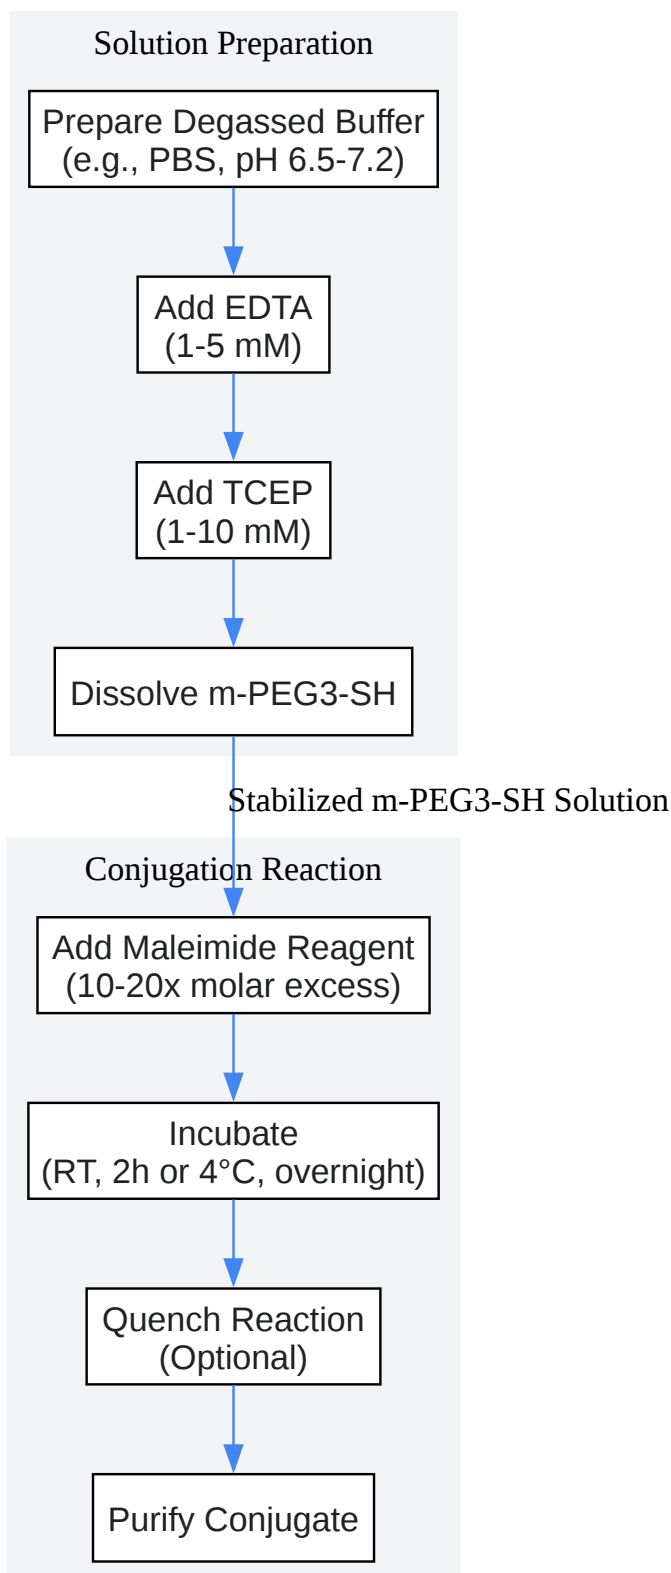 Solution Preparation
Prepare Degassed Buffer
(e.g., PBS, pH 6.5-7.2)
Add EDTA
(1-5 mM)
Add TCEP
(1-10 mM)
Dissolve m-PEG3-SH
Stabilized m-PEG3-SH Solution
Conjugation Reaction
Add Maleimide Reagent
(10-20x molar excess)
Incubate
(RT, 2h or 4°C, overnight)
Quench Reaction
(Optional)
Purify Conjugate